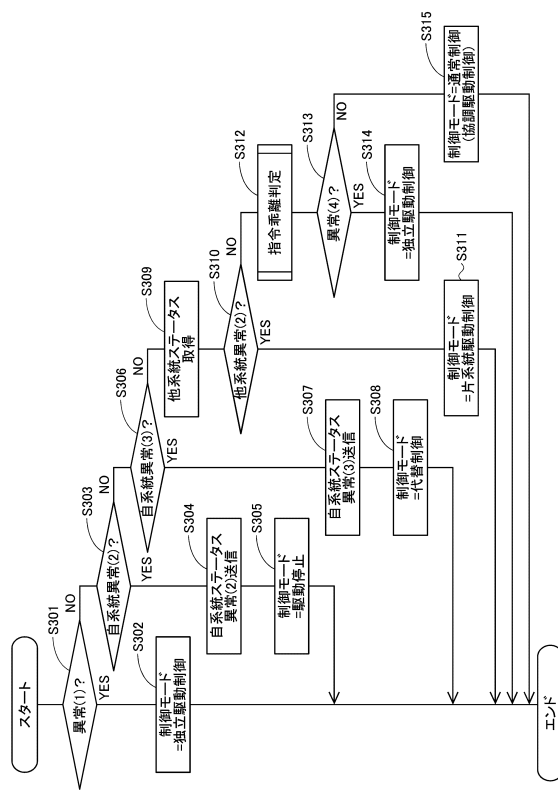 スタート
S301
異常(1)?
NO
YES
S302
制御モード
=独立駆動制御
S303
自系統異常(2)?
NO
YES
S304
自系統ステータス
異常(2)送信
S305
制御モード
=駆動停止
S306
自系統異常(3)?
NO
YES
S307
自系統ステータス
異常(3)送信
S308
制御モード
=代替制御
S309
他系統ステータス
取得
S310
他系統異常(2)?
NO
YES
S311
制御モード
=片系統駆動制御
S312
指令乖離判定
S313
異常(4)?
NO
YES
S314
制御モード
=独立駆動制御
S315
制御モード=通常制御
(協調駆動制御)
エンド